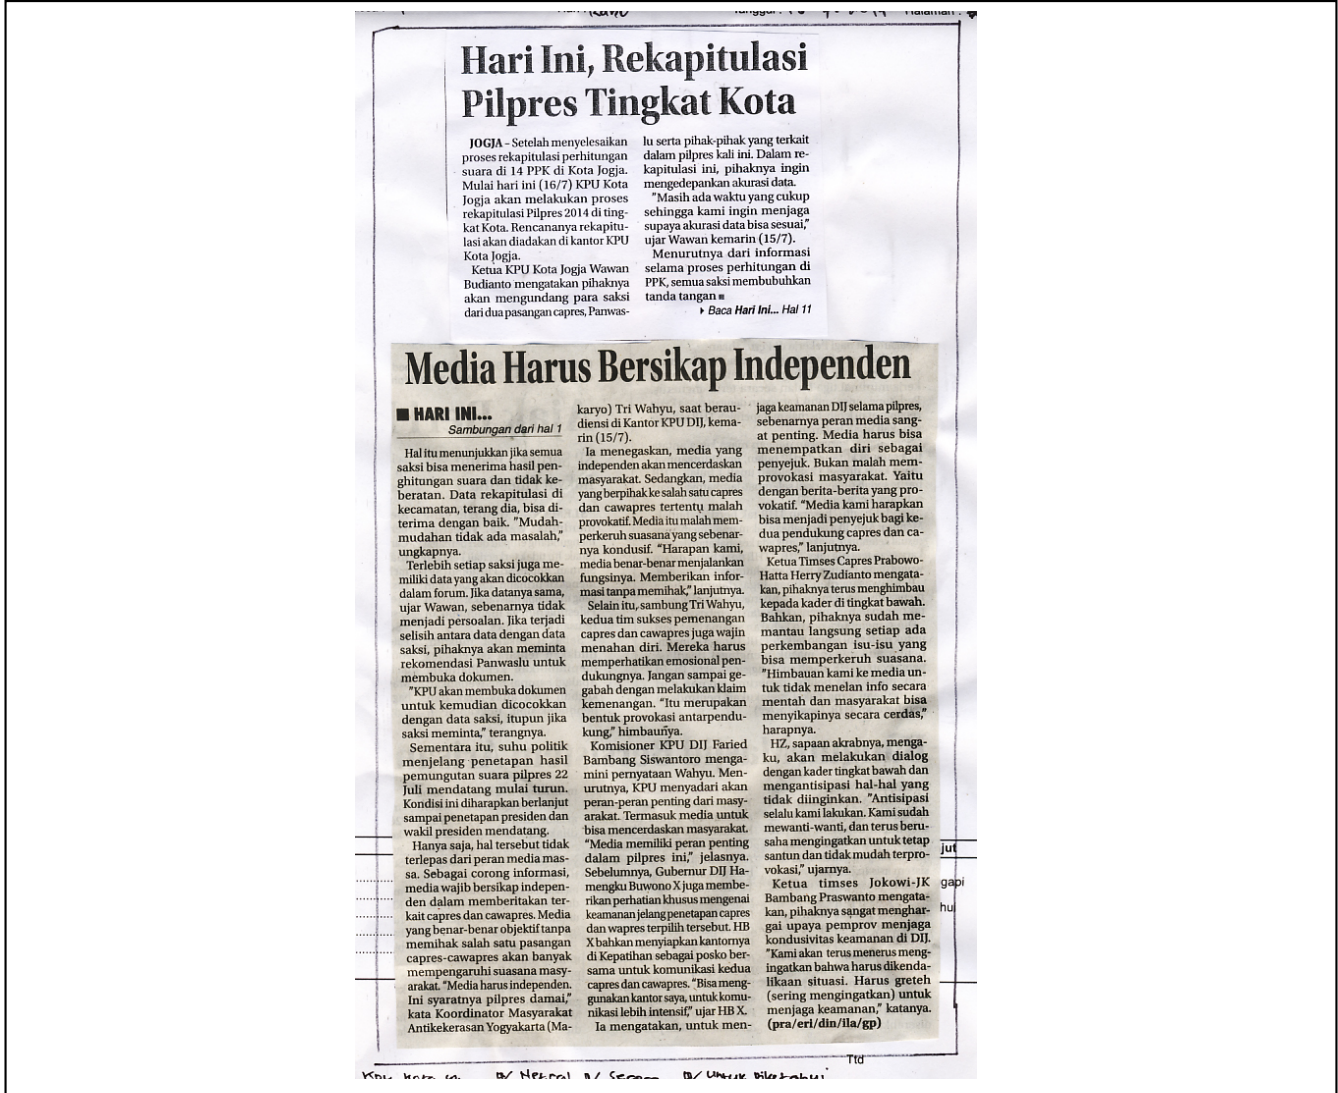 Halaman :
Hari Ini, Rekapitulasi
Pilpres Tingkat Kota
JOGJA - Setelah menyelesaikan
proses rekapitulasi perhitungan
suara di 14 PPK di Kota Jogja.
Mulai hari ini (16/7) KPU Kota
Jogja akan melakukan proses
rekapitulasi Pilpres 2014 di ting-
kat Kota. Rencananya rekapitu-
lasi akan diadakan di kantor KPU
Kota Jogja.
Ketua KPU Kota Jogja Wawan
Budianto mengatakan pihaknya
akan mengundang para saksi
dari dua pasangan capres, Panwas-
lu serta pihak-pihak yang terkait
dalam pilpres kali ini. Dalam re-
kapitulasi ini, pihaknya ingin
mengedepankan akurasi data.
"Masih ada waktu yang cukup
sehingga kami ingin menjaga
supaya akurasi data bisa sesuai,"
ujar Wawan kemarin (15/7).
Menurutnya dari informasi
selama proses perhitungan di
PPK, semua saksi membubuhkan
tanda tangan ■
▸ Baca Hari Ini... Hal 11
Media Harus Bersikap Independen
■ HARI INI...
Sambungan dari hal 1
Hal itu menunjukkan jika semua
saksi bisa menerima hasil pen-
ghitungan suara dan tidak ke-
beratan. Data rekapitulasi di
kecamatan, terang dia, bisa di-
terima dengan baik. "Mudah-
mudahan tidak ada masalah,"
ungkapnya.
Terlebih setiap saksi juga me-
miliki data yang akan dicocokkan
dalam forum. Jika datanya sama,
ujar Wawan, sebenarnya tidak
menjadi persoalan. Jika terjadi
selisih antara data dengan data
saksi, pihaknya akan meminta
rekomendasi Panwaslu untuk
membuka dokumen.
"KPU akan membuka dokumen
untuk kemudian dicocokkan
dengan data saksi, itupun jika
saksi meminta," terangnya.
Sementara itu, suhu politik
menjelang penetapan hasil
pemungutan suara pilpres 22
Juli mendatang mulai turun.
Kondisi ini diharapkan berlanjut
sampai penetapan presiden dan
wakil presiden mendatang.
Hanya saja, hal tersebut tidak
terlepas dari peran media mas-
sa. Sebagai corong informasi,
media wajib bersikap indepen-
den dalam memberitakan ter-
kait capres dan cawapres. Media
yang benar-benar objektif tanpa
memihak salah satu pasangan
capres-cawapres akan banyak
mempengaruhi suasana masy-
arakat. "Media harus independen.
Ini syaratnya pilpres damai,"
kata Koordinator Masyarakat
Antikekerasan Yogyakarta (Ma-
karyo) Tri Wahyu, saat berau-
diensi di Kantor KPU DIJ, kema-
rin (15/7).
Ia menegaskan, media yang
independen akan mencerdaskan
masyarakat. Sedangkan, media
yang berpihak ke salah satu capres
dan cawapres tertentu malah
provokatif. Media itu malah mem-
perkeruh suasana yang sebenar-
nya kondusif. "Harapan kami,
media benar-benar menjalankan
fungsinya. Memberikan infor-
masi tanpa memihak," lanjutnya.
Selain itu, sambung Tri Wahyu,
kedua tim sukses pemenangan
capres dan cawapres juga wajin
menahan diri. Mereka harus
memperhatikan emosional pen-
dukungnya. Jangan sampai ge-
gabah dengan melakukan klaim
kemenangan. "Itu merupakan
bentuk provokasi antarpendu-
kung," himbaunya.
Komisioner KPU DIJ Faried
Bambang Siswantoro menga-
mini pernyataan Wahyu. Men-
urutnya, KPU menyadari akan
peran-peran penting dari masy-
arakat. Termasuk media untuk
bisa mencerdaskan masyarakat.
"Media memiliki peran penting
dalam pilpres ini," jelasnya.
Sebelumnya, Gubernur DIJ Ha-
mengku Buwono X juga membe-
rikan perhatian khusus mengenai
keamanan jelang penetapan capres
dan wapres terpilih tersebut. HB
X bahkan menyiapkan kantornya
di Kepatihan sebagai posko ber-
sama untuk komunikasi kedua
capres dan cawapres. "Bisa meng-
gunakan kantor saya, untuk komu-
nikasi lebih intensif," ujar HB X.
Ia mengatakan, untuk men-
jaga keamanan DIJ selama pilpres,
sebenarnya peran media sang-
at penting. Media harus bisa
menempatkan diri sebagai
penyejuk. Bukan malah mem-
provokasi masyarakat. Yaitu
dengan berita-berita yang pro-
vokatif. "Media kami harapkan
bisa menjadi penyejuk bagi ke-
dua pendukung capres dan ca-
wapres," lanjutnya.
Ketua Timses Capres Prabowo-
Hatta Herry Zudianto mengata-
kan, pihaknya terus menghimbau
kepada kader di tingkat bawah.
Bahkan, pihaknya sudah me-
mantau langsung setiap ada
perkembangan isu-isu yang
bisa memperkeruh suasana.
"Himbauan kami ke media un-
tuk tidak menelan info secara
mentah dan masyarakat bisa
menyikapinya secara cerdas,"
harapnya.
HZ, sapaan akrabnya, menga-
ku, akan melakukan dialog
dengan kader tingkat bawah dan
mengantisipasi hal-hal yang
tidak diinginkan. "Antisipasi
selalu kami lakukan. Kami sudah
mewanti-wanti, dan terus beru-
saha mengingatkan untuk tetap
santun dan tidak mudah terpro-
vokasi," ujarnya.
Ketua timses Jokowi-JK
Bambang Praswanto mengata-
kan, pihaknya sangat menghar-
gai upaya pemprov menjaga
kondusivitas keamanan di DIJ.
"Kami akan terus menerus meng-
ingatkan bahwa harus dikenda-
likaan situasi. Harus greteh
(sering mengingatkan) untuk
menjaga keamanan," katanya.
(pra/eri/din/ila/gp)
jut
gapi
hui
Ttd